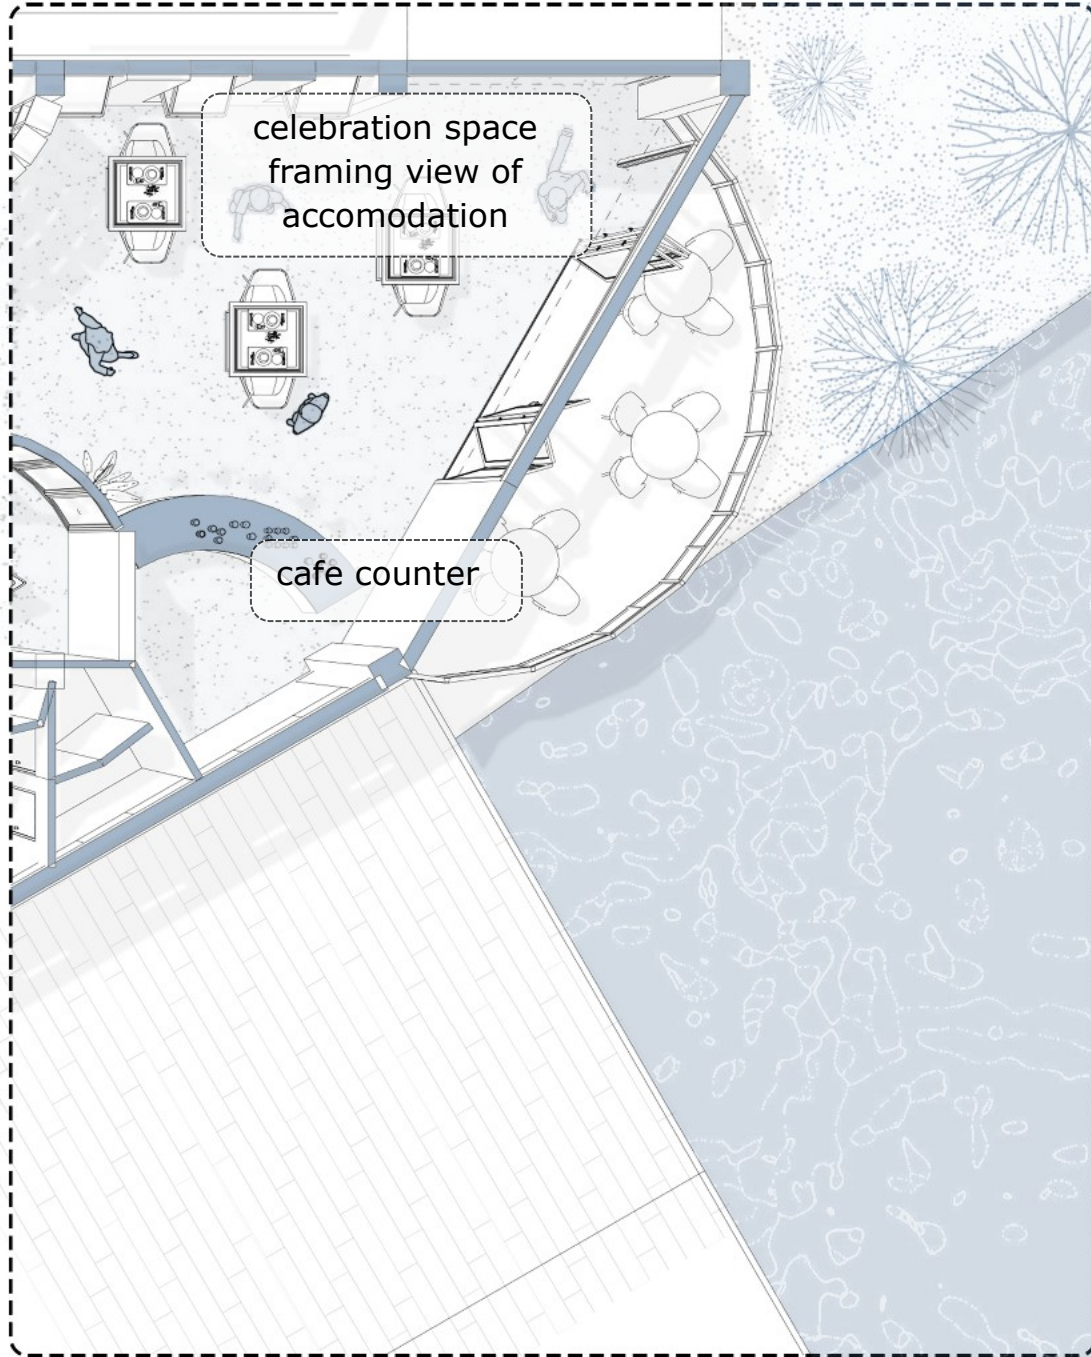 celebration space
framing view of
accomodation
cafe counter